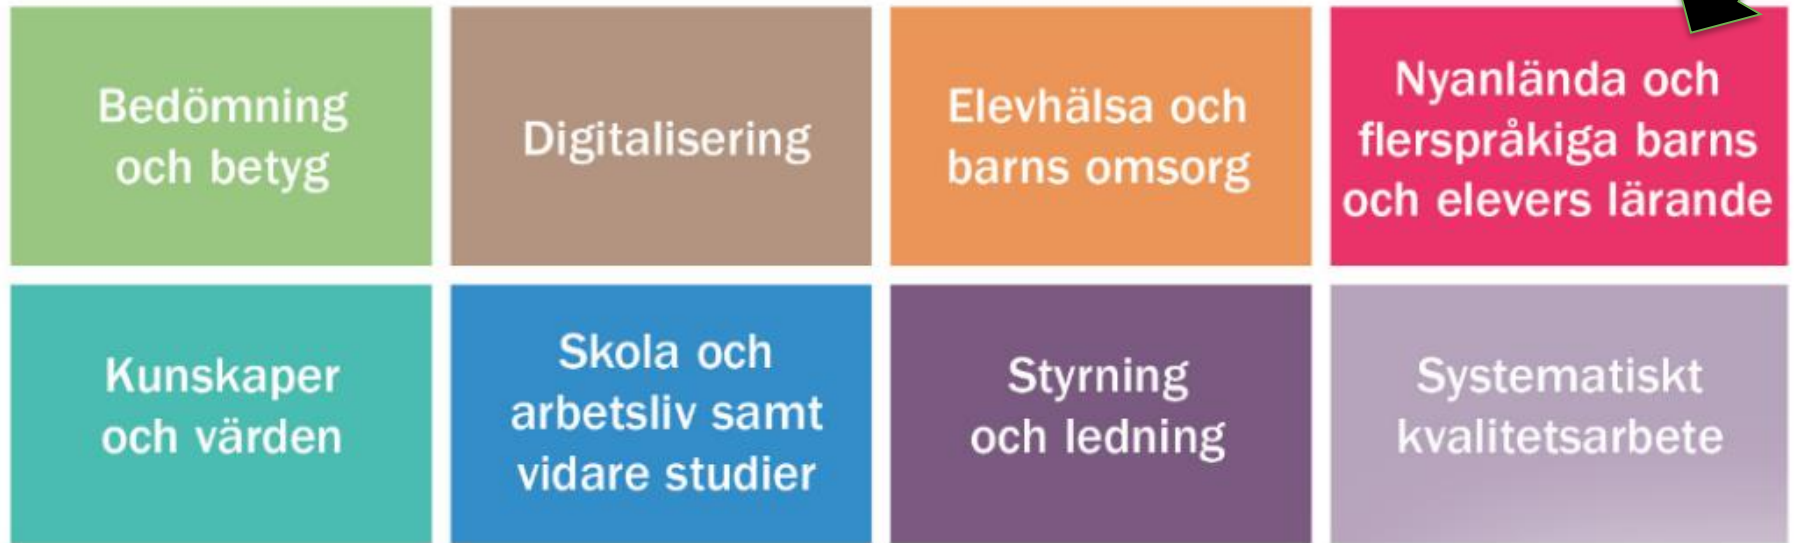 Bedömning
och betyg
Digitalisering
Elevhälsa och
barns omsorg
Nyanlända och
flerspråkiga barns
och elevers lärande
Kunskaper
och värden
Skola och
arbetsliv samt
vidare studier
Styrning
och ledning
Systematiskt
kvalitetsarbete